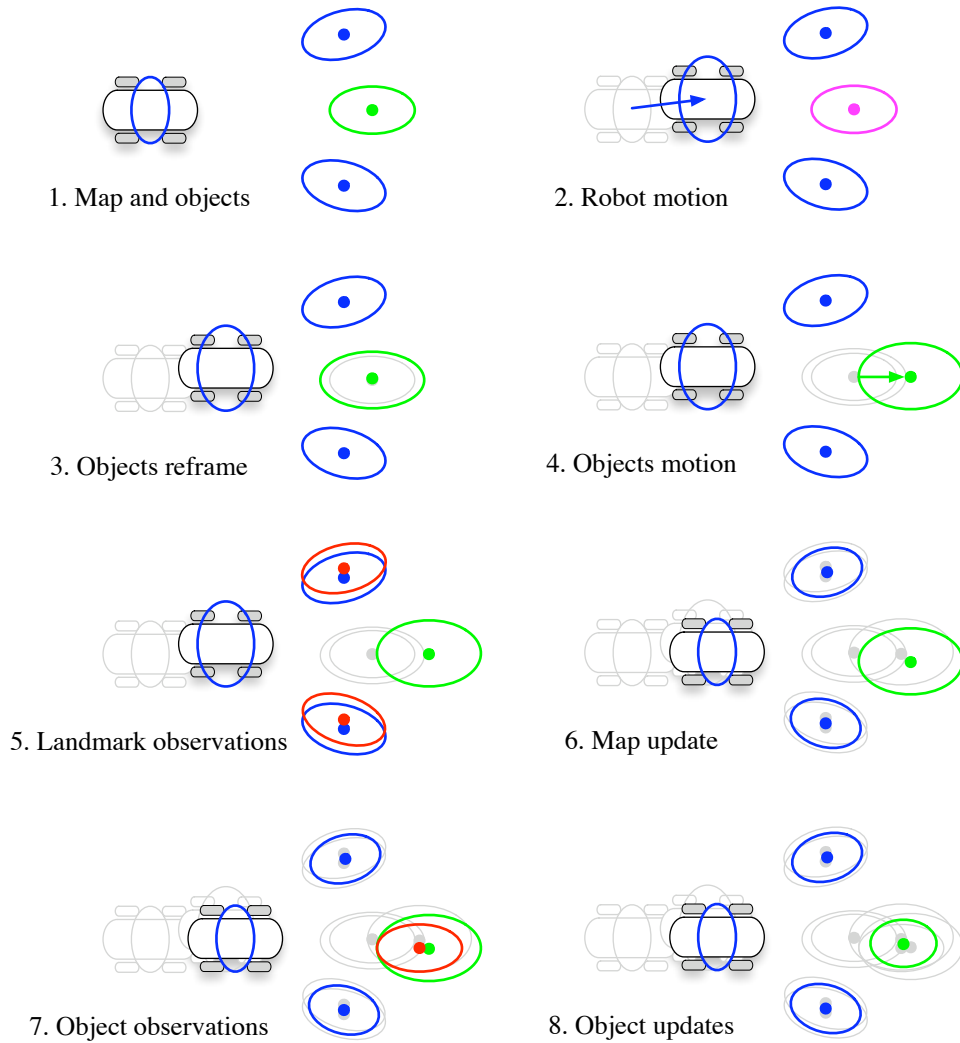 1. Map and objects
2. Robot motion
3. Objects reframe
4. Objects motion
5. Landmark observations
6. Map update
7. Object observations
8. Object updates